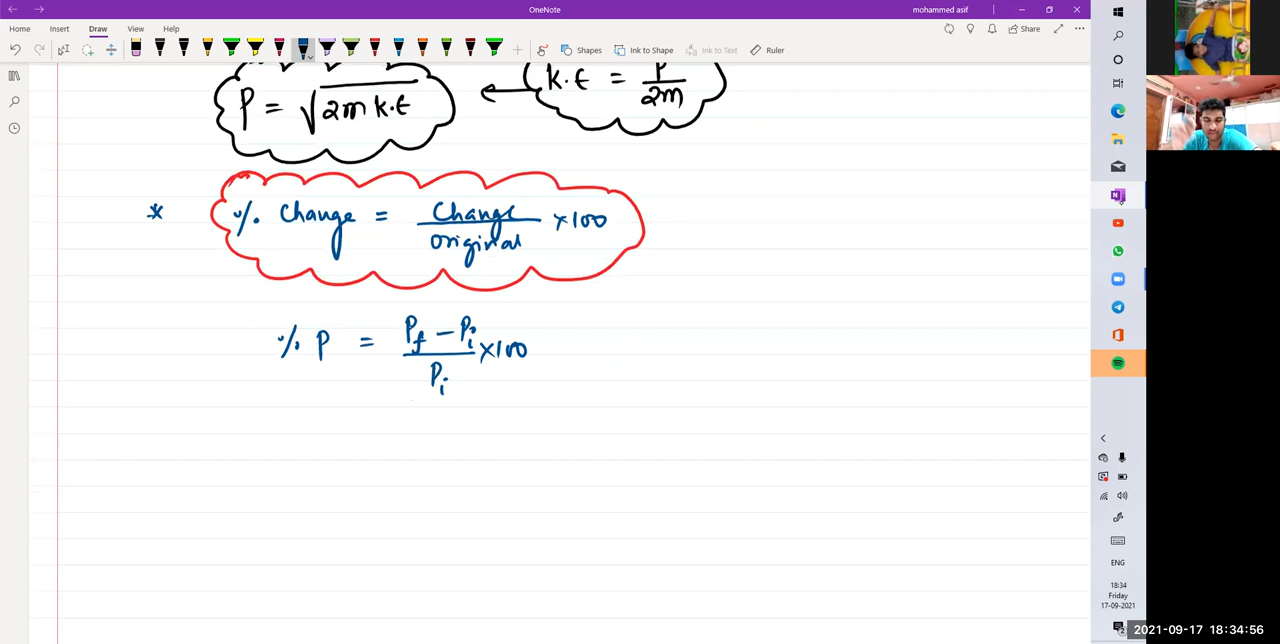 OneNote
mohammed asif
Home Insert Draw View Help
Share
Shapes Ink to Shape Ink to Text Ruler
P = √2m K.E
K.E = P / 2m
* % Change = Change / original × 100
% P = Pf − Pi / Pi × 100
ENG
18:34
Friday
17-09-2021
2021-09-17 18:34:56